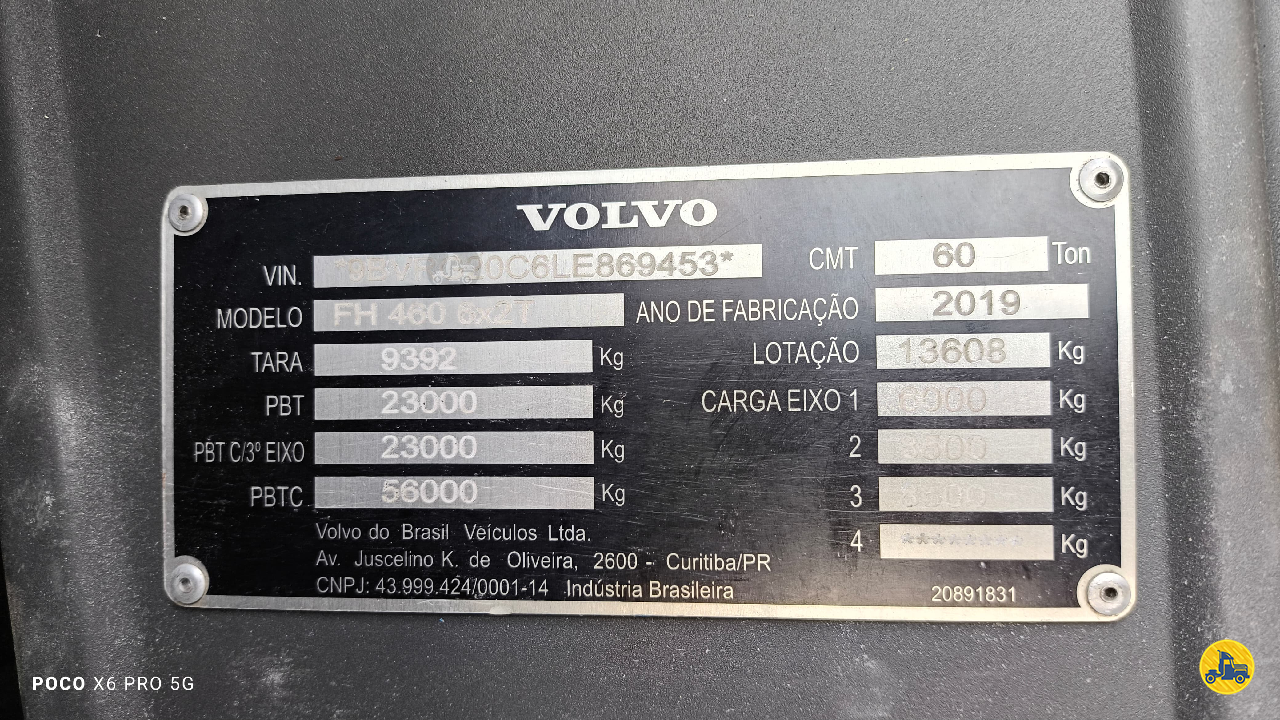 VOLVO
VIN. CMT 60 Ton
MODELO FH 460 6x2T ANO DE FABRICAÇÃO 2019
TARA 9392 Kg LOTAÇÃO 13608 Kg
PBT 23000 Kg CARGA EIXO 1 Kg
PBT C/3º EIXO 23000 Kg 2 Kg
PBTC 56000 Kg 3 Kg
4 Kg
Volvo do Brasil Veículos Ltda.
Av. Juscelino K. de Oliveira, 2600 - Curitiba/PR
CNPJ: 43.999.424/0001-14 Indústria Brasileira 20891831
POCO X6 PRO 5G